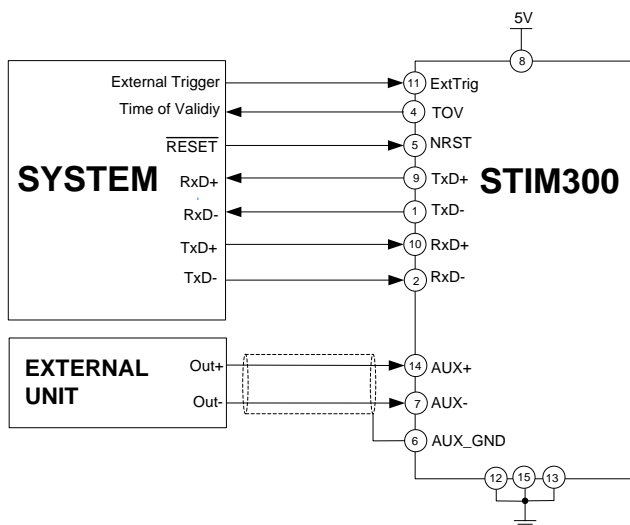 5V
8
External Trigger
11 ExtTrig
Time of Validiy
4 TOV
RESET
5 NRST
SYSTEM
STIM300
RxD+
9 TxD+
RxD-
1 TxD-
TxD+
10 RxD+
TxD-
2 RxD-
EXTERNAL
UNIT
Out+
14 AUX+
Out-
7 AUX-
6 AUX_GND
12 15 13